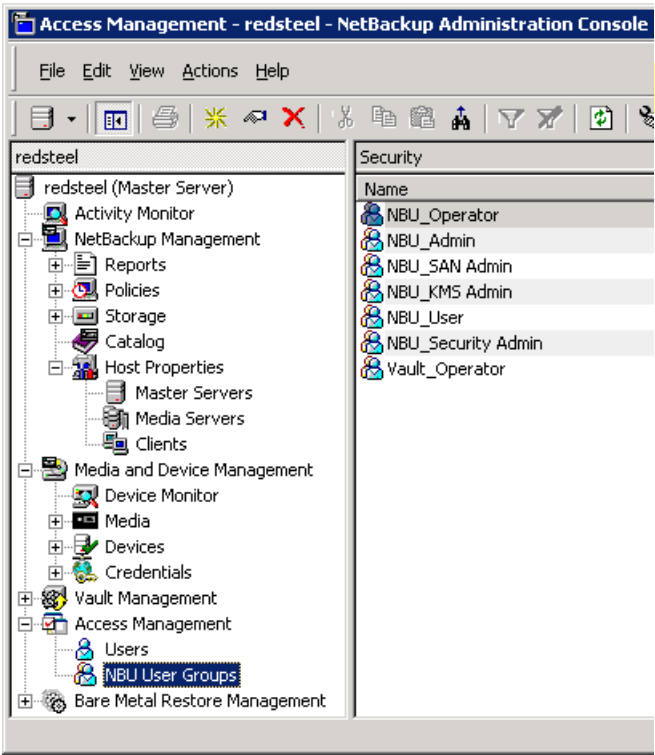 Access Management - redsteel - NetBackup Administration Console
File Edit View Actions Help
redsteel
redsteel (Master Server)
Activity Monitor
NetBackup Management
Reports
Policies
Storage
Catalog
Host Properties
Master Servers
Media Servers
Clients
Media and Device Management
Device Monitor
Media
Devices
Credentials
Vault Management
Access Management
Users
NBU User Groups
Bare Metal Restore Management
Security
Name
NBU_Operator
NBU_Admin
NBU_SAN Admin
NBU_KMS Admin
NBU_User
NBU_Security Admin
Vault_Operator